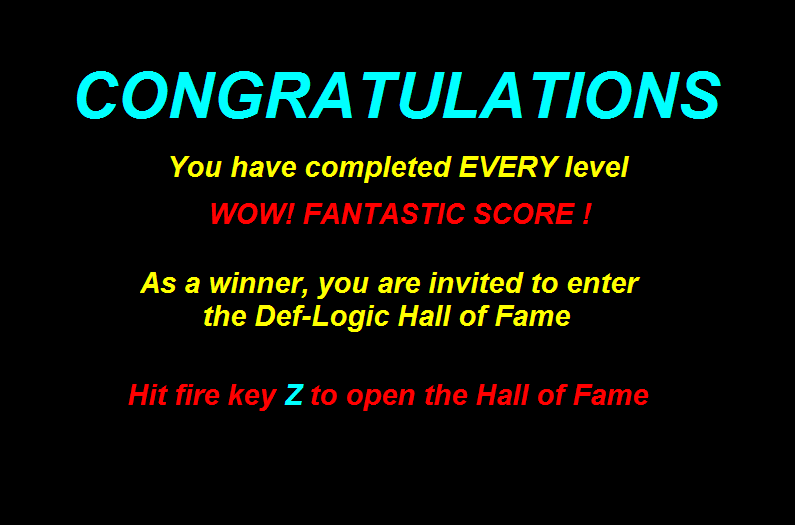 CONGRATULATIONS
You have completed EVERY level
WOW! FANTASTIC SCORE !
As a winner, you are invited to enter
the Def-Logic Hall of Fame
Hit fire key Z to open the Hall of Fame